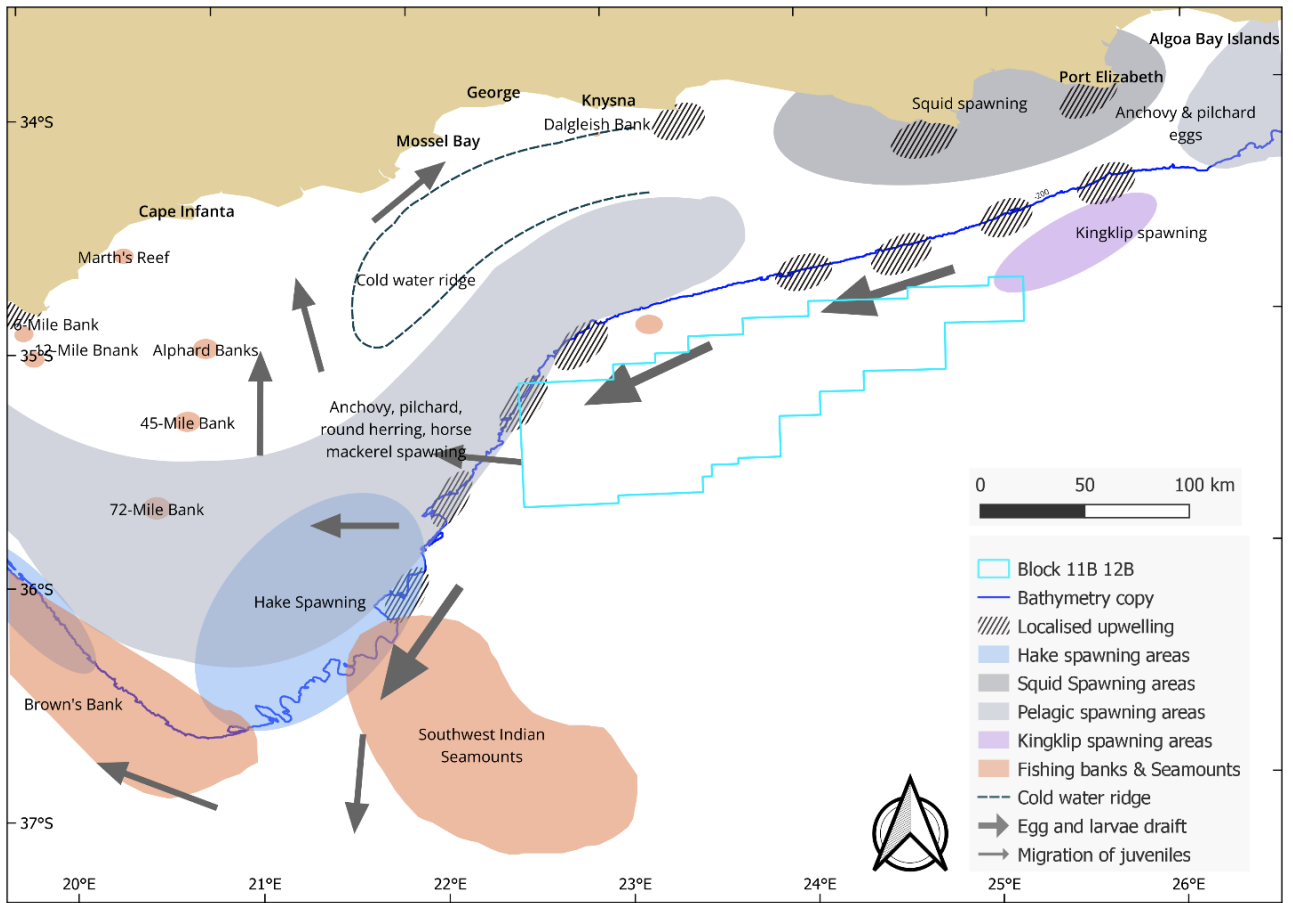 Algoa Bay Islands
Port Elizabeth
George
Knysna
Squid spawning
Anchovy & pilchard
eggs
34°S
Dalgleish Bank
Mossel Bay
-200
Cape Infanta
Kingklip spawning
Marth's Reef
Cold water ridge
6-Mile Bank
12-Mile Bnank
Alphard Banks
35°S
Anchovy, pilchard,
round herring, horse
mackerel spawning
45-Mile Bank
72-Mile Bank
0 50 100 km
36°S
Hake Spawning
Block 11B 12B
Bathymetry copy
Localised upwelling
Hake spawning areas
Squid Spawning areas
Pelagic spawning areas
Kingklip spawning areas
Fishing banks & Seamounts
Cold water ridge
Egg and larvae draift
Migration of juveniles
Brown's Bank
Southwest Indian
Seamounts
37°S
20°E 21°E 22°E 23°E 24°E 25°E 26°E